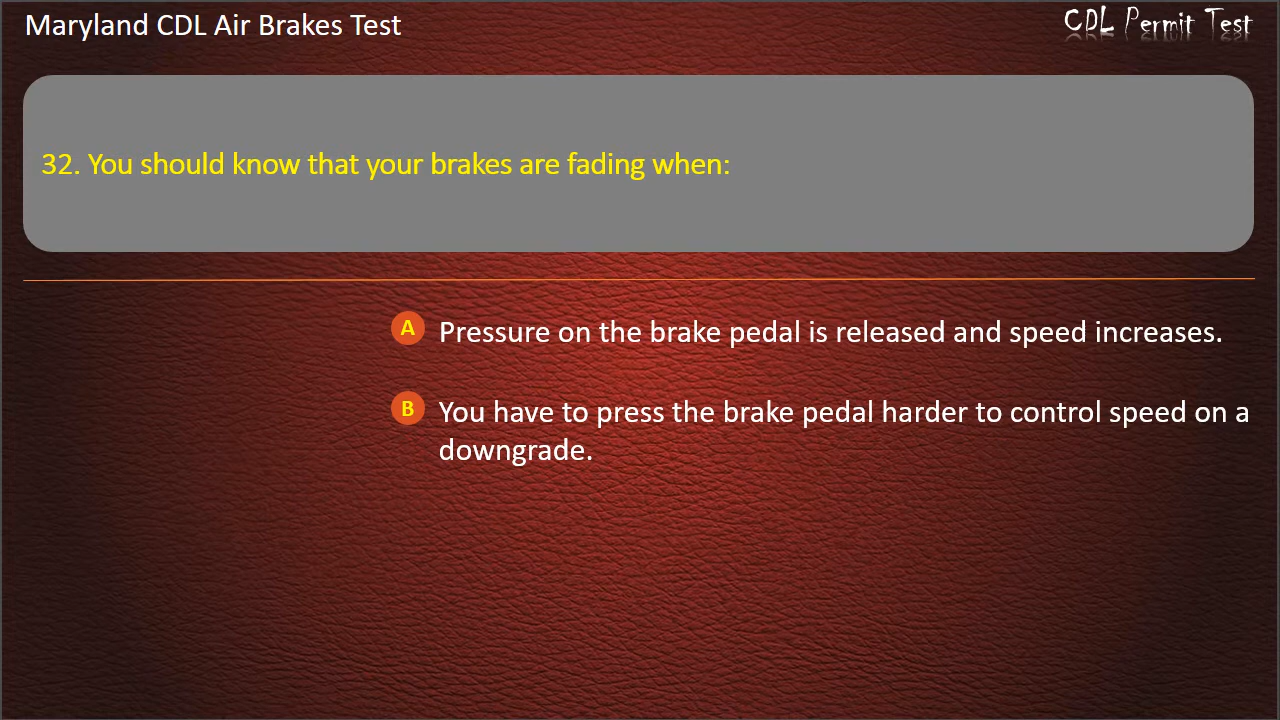 Maryland CDL Air Brakes Test
CDL Permit Test
32. You should know that your brakes are fading when:
A Pressure on the brake pedal is released and speed increases.
B You have to press the brake pedal harder to control speed on a
downgrade.